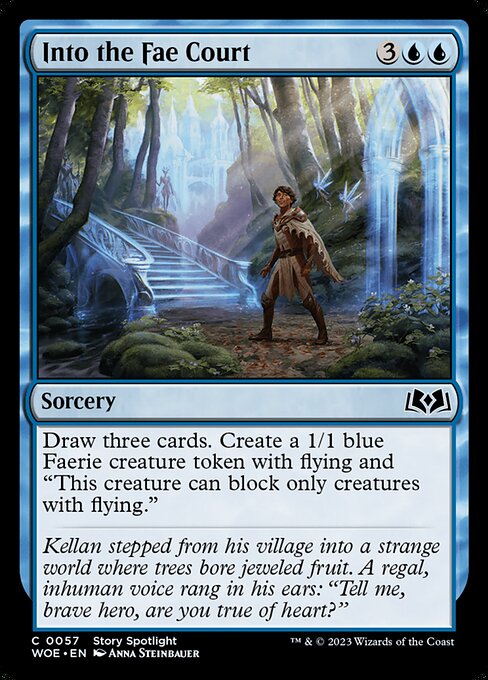 Into the Fae Court 3
Sorcery
Draw three cards. Create a 1/1 blue
Faerie creature token with flying and
“This creature can block only creatures
with flying.”
Kellan stepped from his village into a strange
world where trees bore jeweled fruit. A regal,
inhuman voice rang in his ears: “Tell me,
brave hero, are you true of heart?”
C 0057 Story Spotlight ™ & © 2023 Wizards of the Coast
WOE • EN Anna Steinbauer